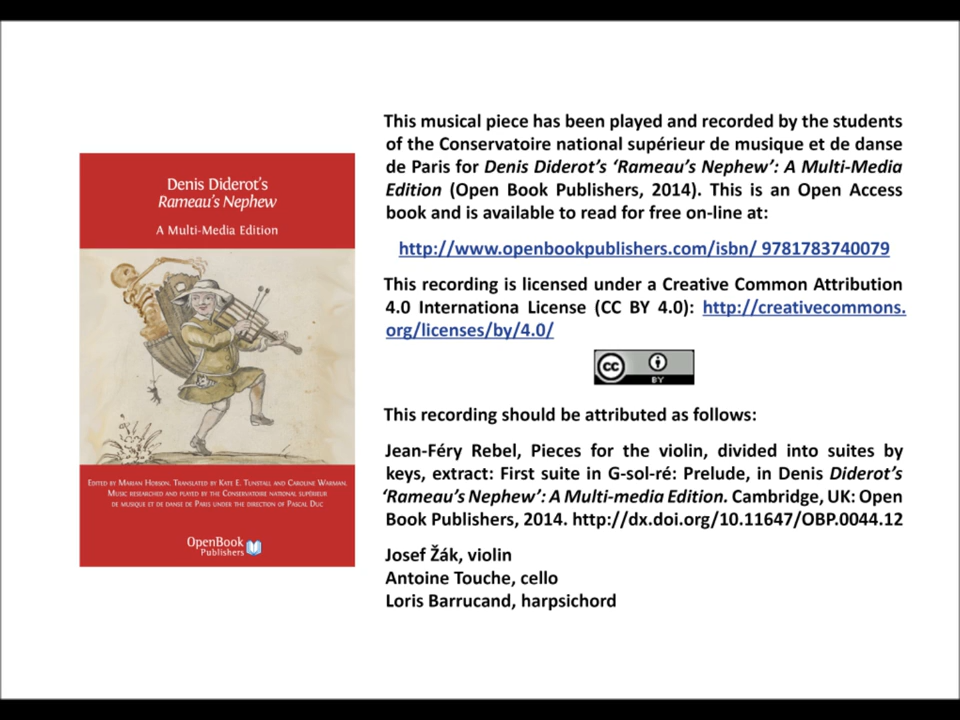 Denis Diderot's
Rameau's Nephew
A Multi-Media Edition
Edited by Marian Hobson. Translated by Kate E. Tunstall and Caroline Warman.
Music researched and played by the Conservatoire national supérieur
de musique et de danse de Paris under the direction of Pascal Duc
OpenBook
Publishers
This musical piece has been played and recorded by the students
of the Conservatoire national supérieur de musique et de danse
de Paris for Denis Diderot's ‘Rameau's Nephew’: A Multi-Media
Edition (Open Book Publishers, 2014). This is an Open Access
book and is available to read for free on-line at:
http://www.openbookpublishers.com/isbn/ 9781783740079
This recording is licensed under a Creative Common Attribution
4.0 Internationa License (CC BY 4.0): http://creativecommons.
org/licenses/by/4.0/
cc
BY
This recording should be attributed as follows:
Jean-Féry Rebel, Pieces for the violin, divided into suites by
keys, extract: First suite in G-sol-ré: Prelude, in Denis Diderot's
‘Rameau's Nephew’: A Multi-media Edition. Cambridge, UK: Open
Book Publishers, 2014. http://dx.doi.org/10.11647/OBP.0044.12
Josef Žák, violin
Antoine Touche, cello
Loris Barrucand, harpsichord